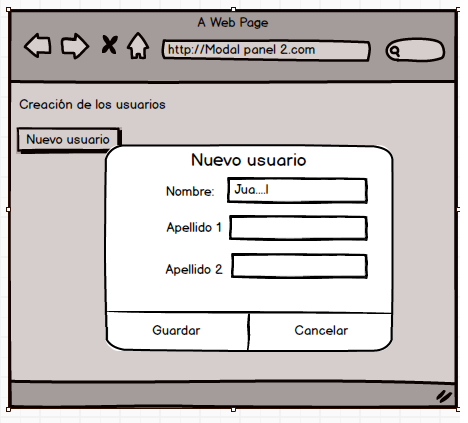 A Web Page
http://Modal panel 2.com
Creación de los usuarios
Nuevo usuario
Nuevo usuario
Nombre: Jua....l
Apellido 1
Apellido 2
Guardar Cancelar